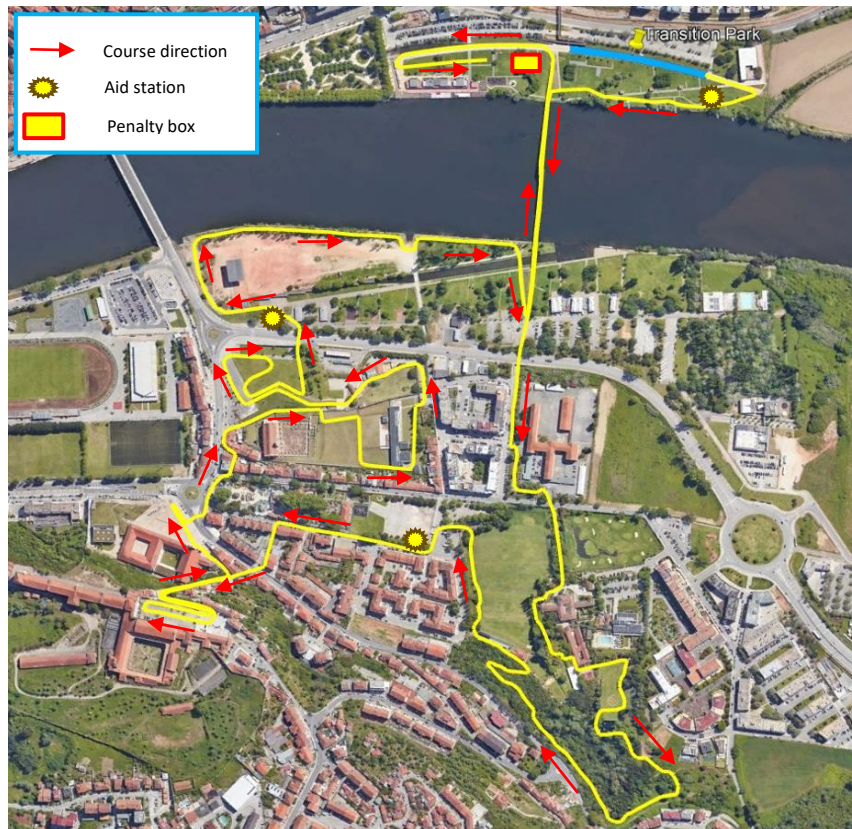 Course direction
Aid station
Penalty box
Transition Park